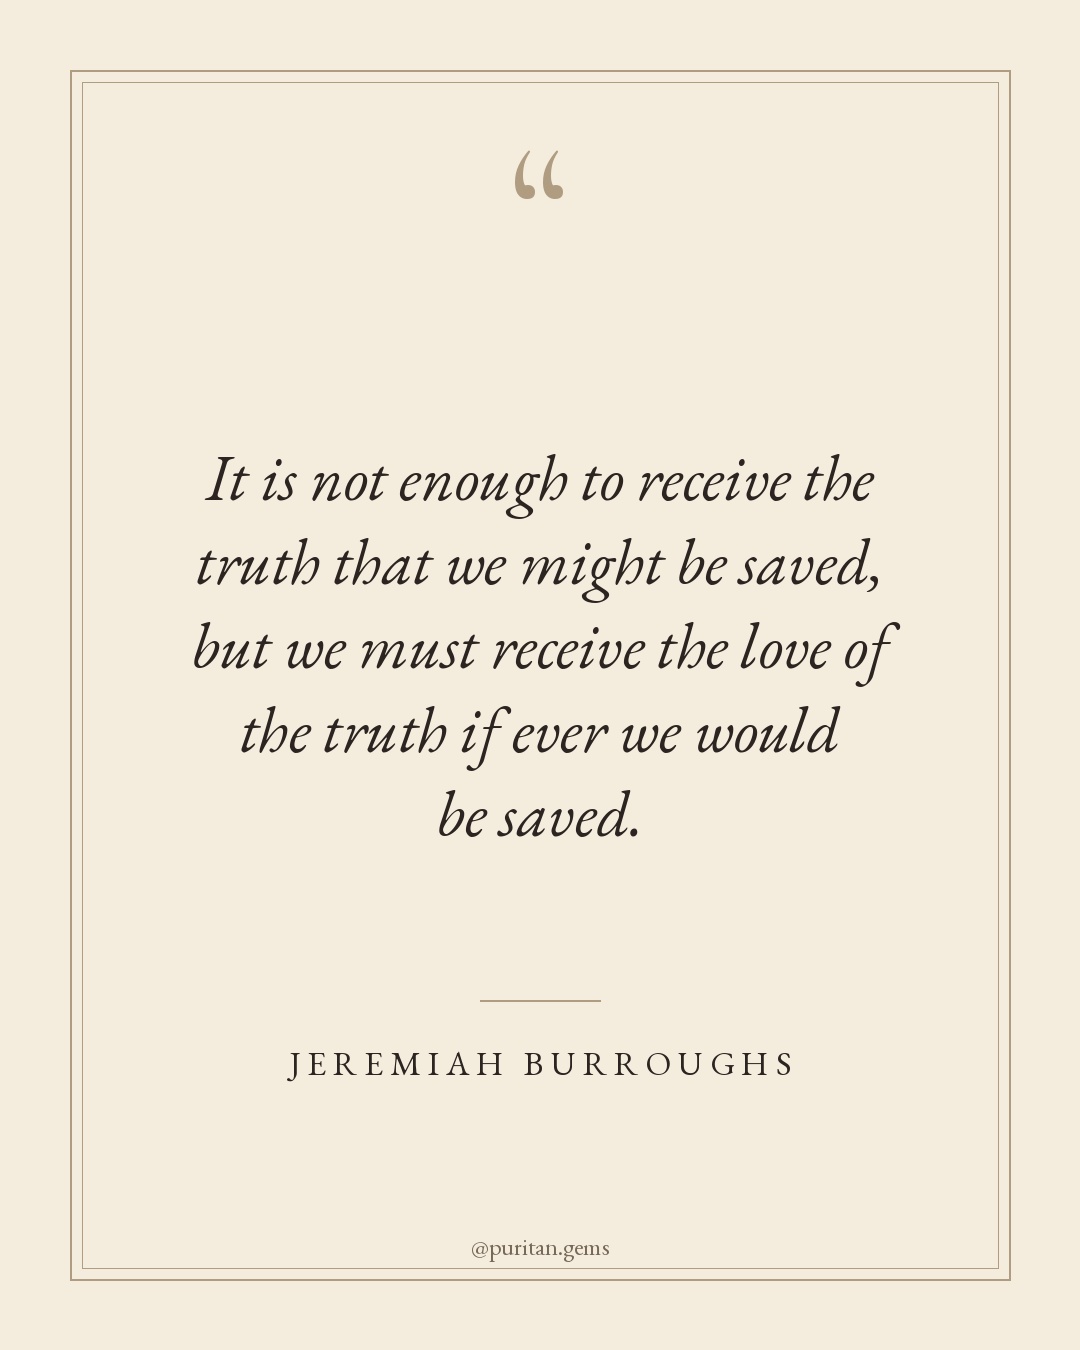 “
It is not enough to receive the
truth that we might be saved,
but we must receive the love of
the truth if ever we would
be saved.
JEREMIAH BURROUGHS
@puritan.gems